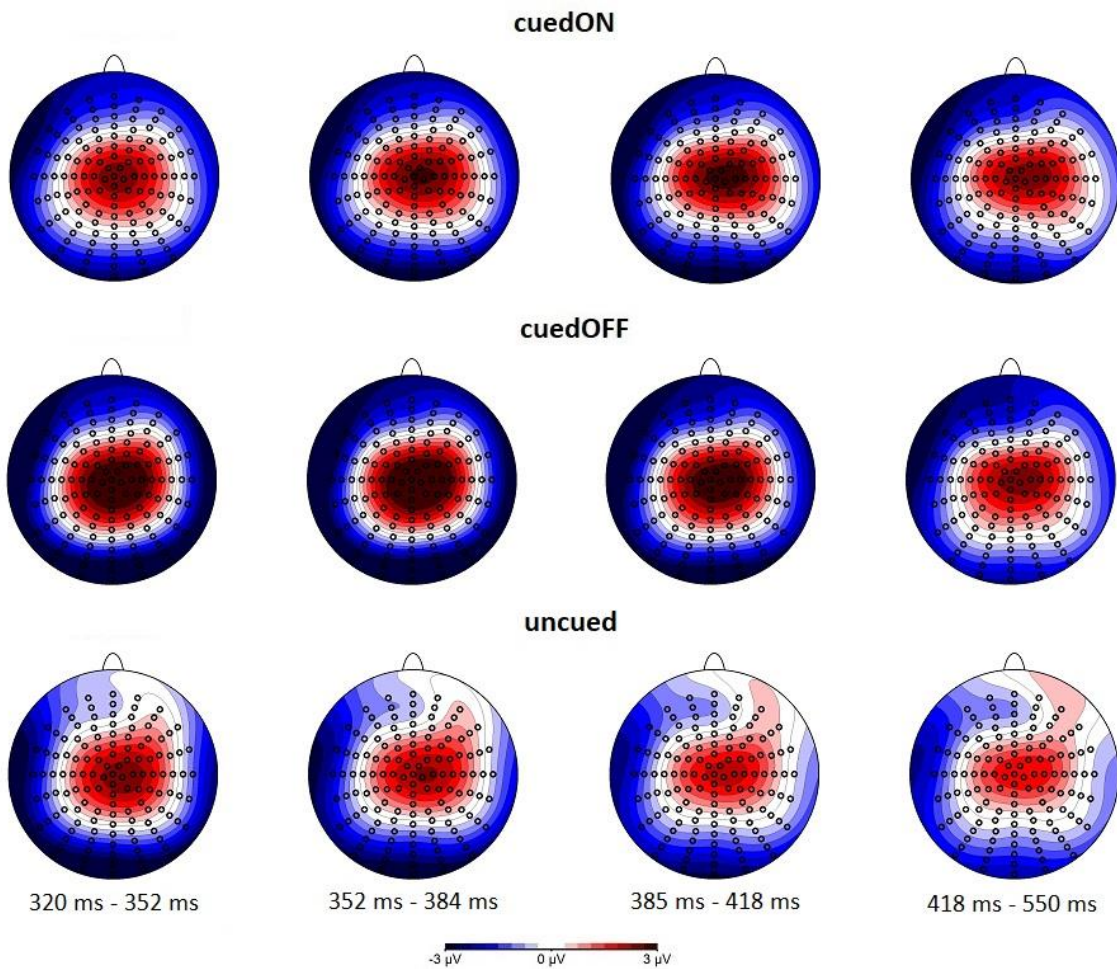 cuedON
cuedOFF
uncued
320 ms - 352 ms
352 ms - 384 ms
385 ms - 418 ms
418 ms - 550 ms
-3 µV 0 µV 3 µV